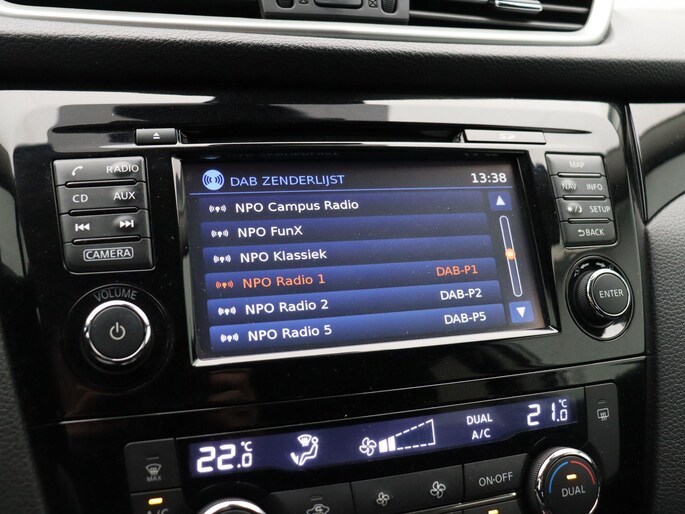 RADIO
CD AUX
CAMERA
VOLUME
DAB ZENDERLIJST 13:38
NPO Campus Radio
NPO FunX
NPO Klassiek
NPO Radio 1 DAB-P1
NPO Radio 2 DAB-P2
NPO Radio 5 DAB-P5
MAP
NAV INFO
SETUP
BACK
ENTER
22.0°C DUAL A/C 21.0°C
MAX
A/C
ON·OFF
DUAL